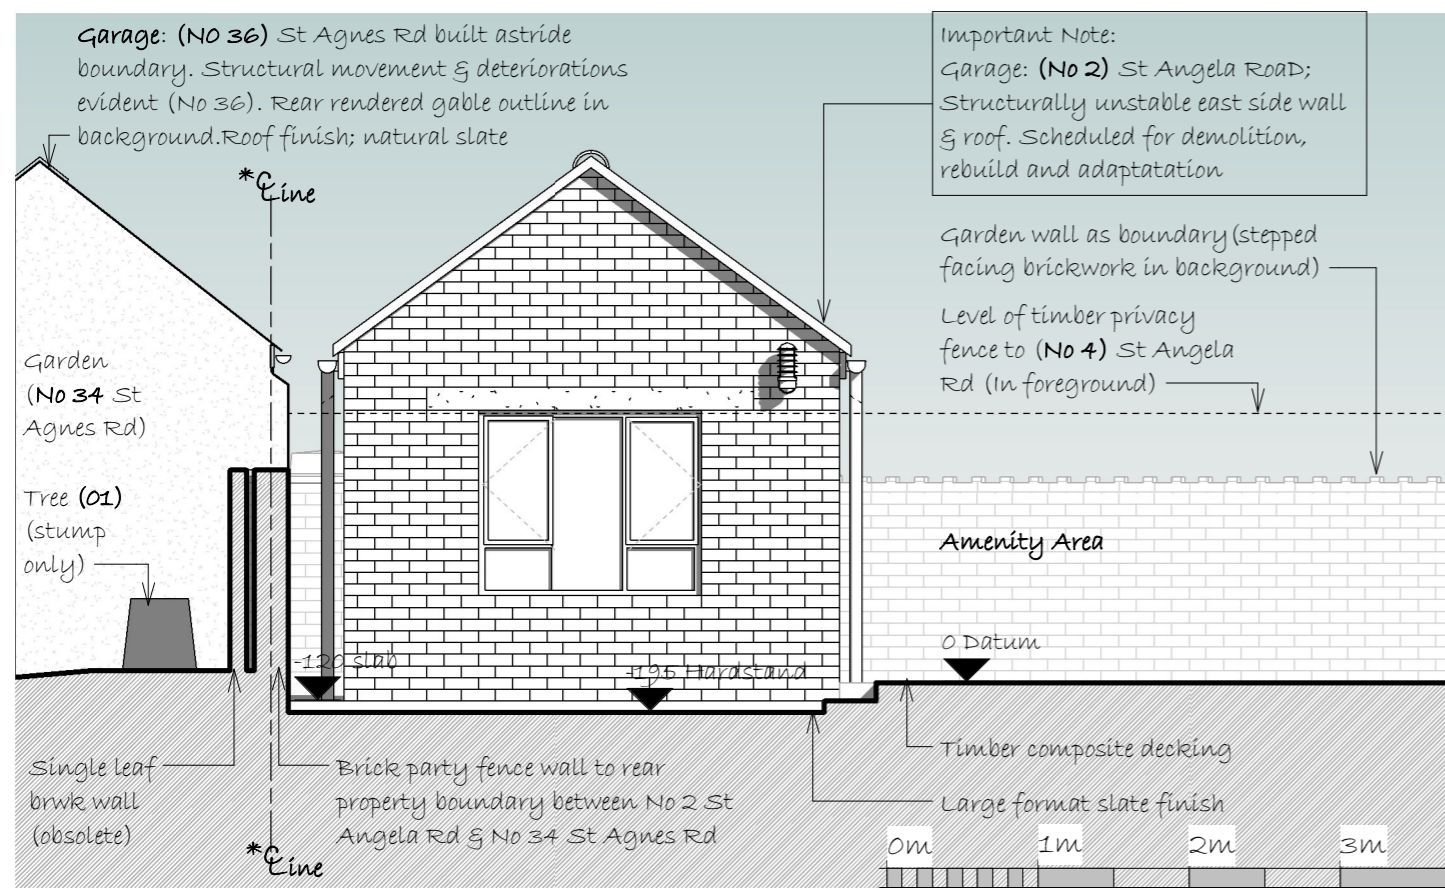 Garage: (NO 36) St Agnes Rd built astride
boundary. Structural movement & deteriorations
evident (No 36). Rear rendered gable outline in
background.Roof finish; natural slate
Important Note:
Garage: (No 2) St Angela RoaD;
Structurally unstable east side wall
& roof. Scheduled for demolition,
rebuild and adaptatation
*℄ine
Garden wall as boundary (stepped
facing brickwork in background)
Level of timber privacy
fence to (No 4) St Angela
Rd (In foreground)
Garden
(No 34 St
Agnes Rd)
Tree (01)
(stump
only)
Amenity Area
0 Datum
-120 slab
-195 Hardstand
Single leaf
brwk wall
(obsolete)
Brick party fence wall to rear
property boundary between No 2 St
Angela Rd & No 34 St Agnes Rd
Timber composite decking
Large format slate finish
*℄ine
0m 1m 2m 3m